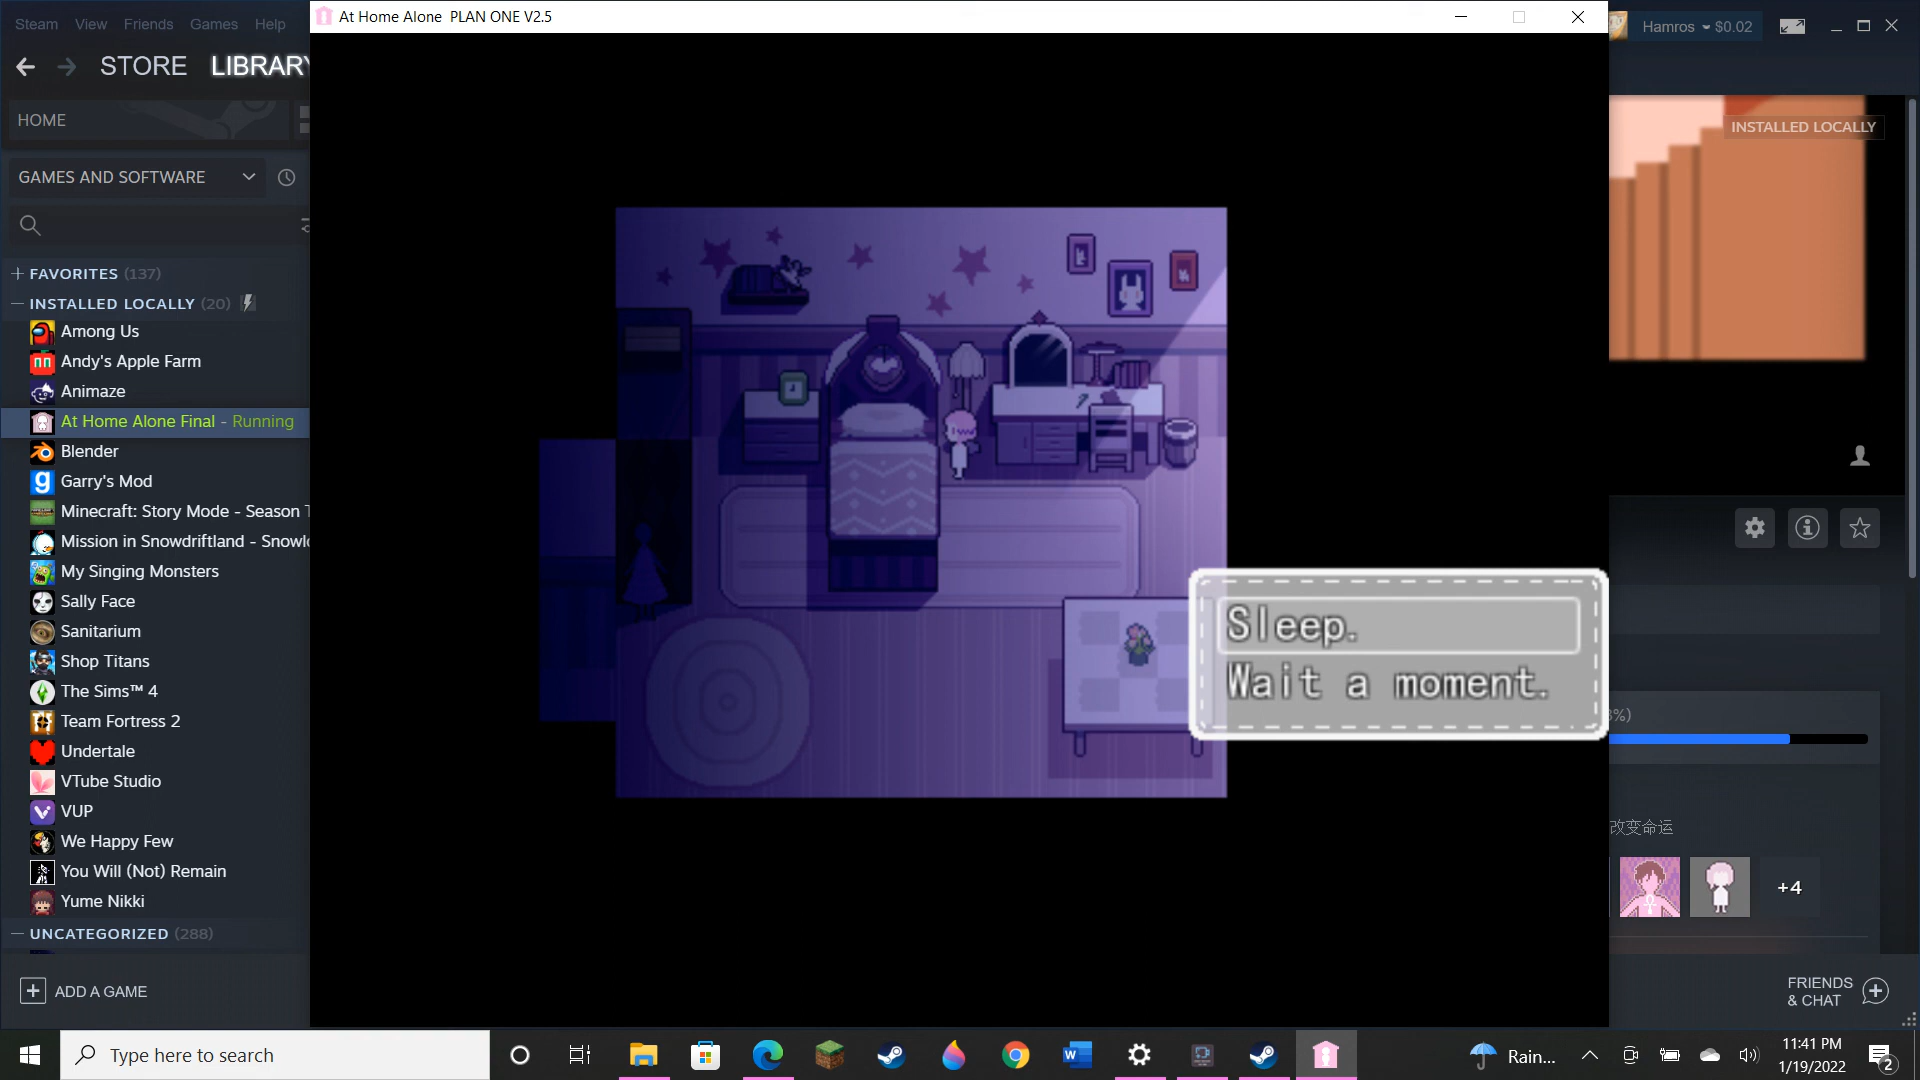 Steam View Friends Games Help
At Home Alone PLAN ONE V2.5
Hamros $0.02
STORE LIBRARY
HOME
INSTALLED LOCALLY
GAMES AND SOFTWARE
FAVORITES (137)
INSTALLED LOCALLY (20)
Among Us
Andy's Apple Farm
Animaze
At Home Alone Final - Running
Blender
Garry's Mod
Minecraft: Story Mode - Season
Mission in Snowdriftland - Snowl
My Singing Monsters
Sally Face
Sanitarium
Shop Titans
The Sims™ 4
Team Fortress 2
Undertale
VTube Studio
VUP
We Happy Few
You Will (Not) Remain
Yume Nikki
UNCATEGORIZED (288)
Sleep.
Wait a moment.
%)
改变命运
+4
ADD A GAME
FRIENDS
& CHAT
Type here to search
Rain...
11:41 PM
1/19/2022
2